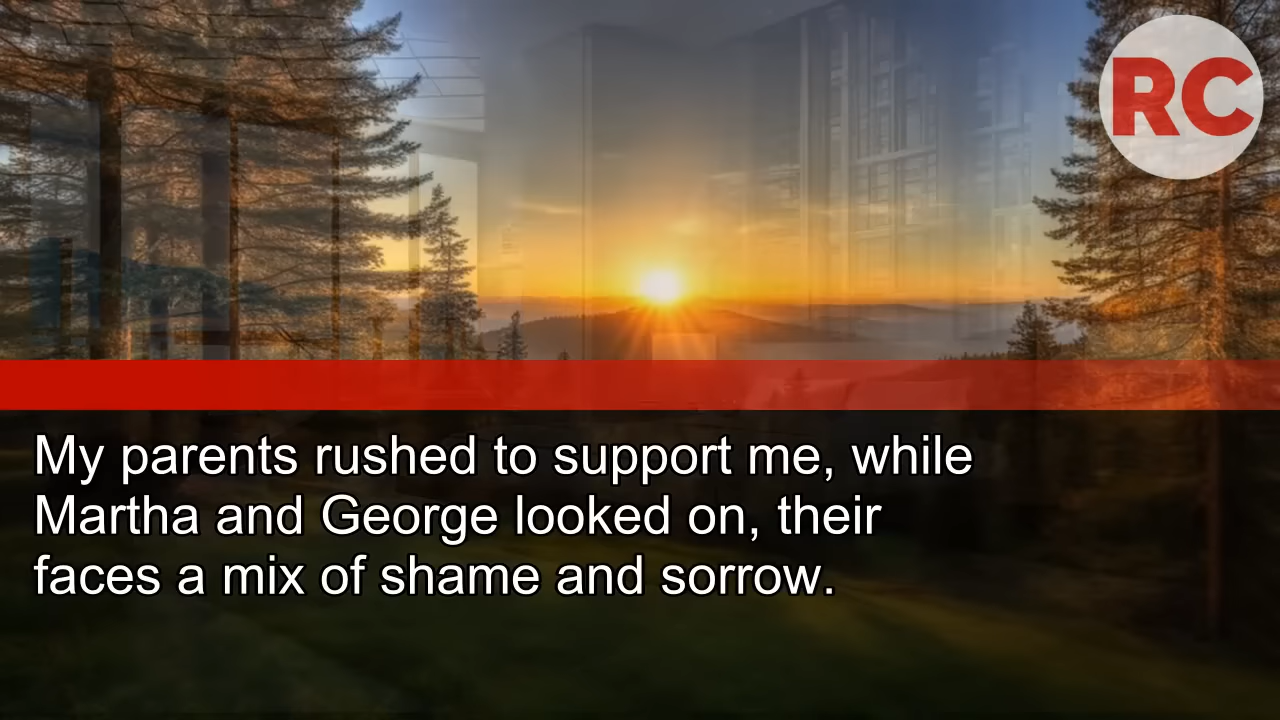 RC
My parents rushed to support me, while
Martha and George looked on, their
faces a mix of shame and sorrow.